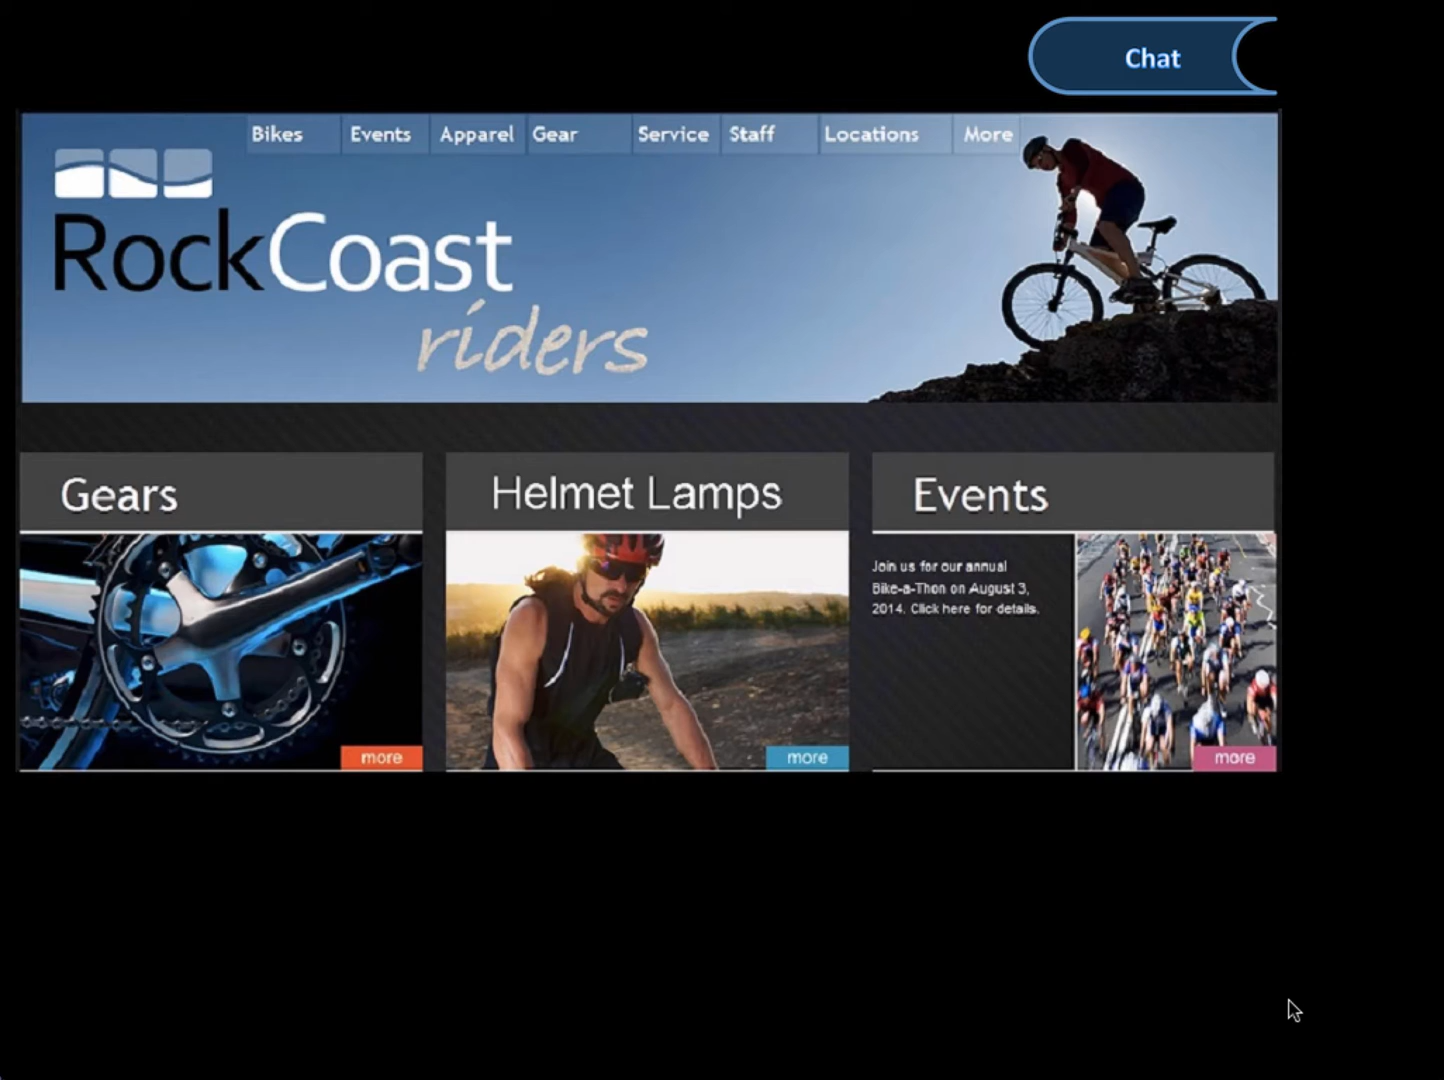 Chat
Bikes Events Apparel Gear Service Staff Locations More
RockCoast
riders
Gears
Helmet Lamps
Events
Join us for our annual
Bike-a-Thon on August 3,
2014. Click here for details.
more
more
more